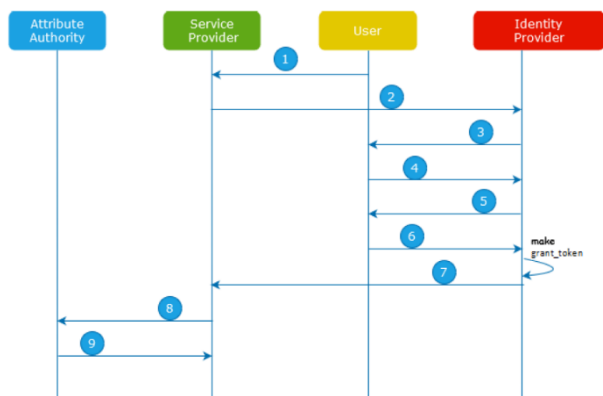 Attribute
Authority
Service
Provider
User
Identity
Provider
1
2
3
4
5
6
make
grant_token
7
8
9